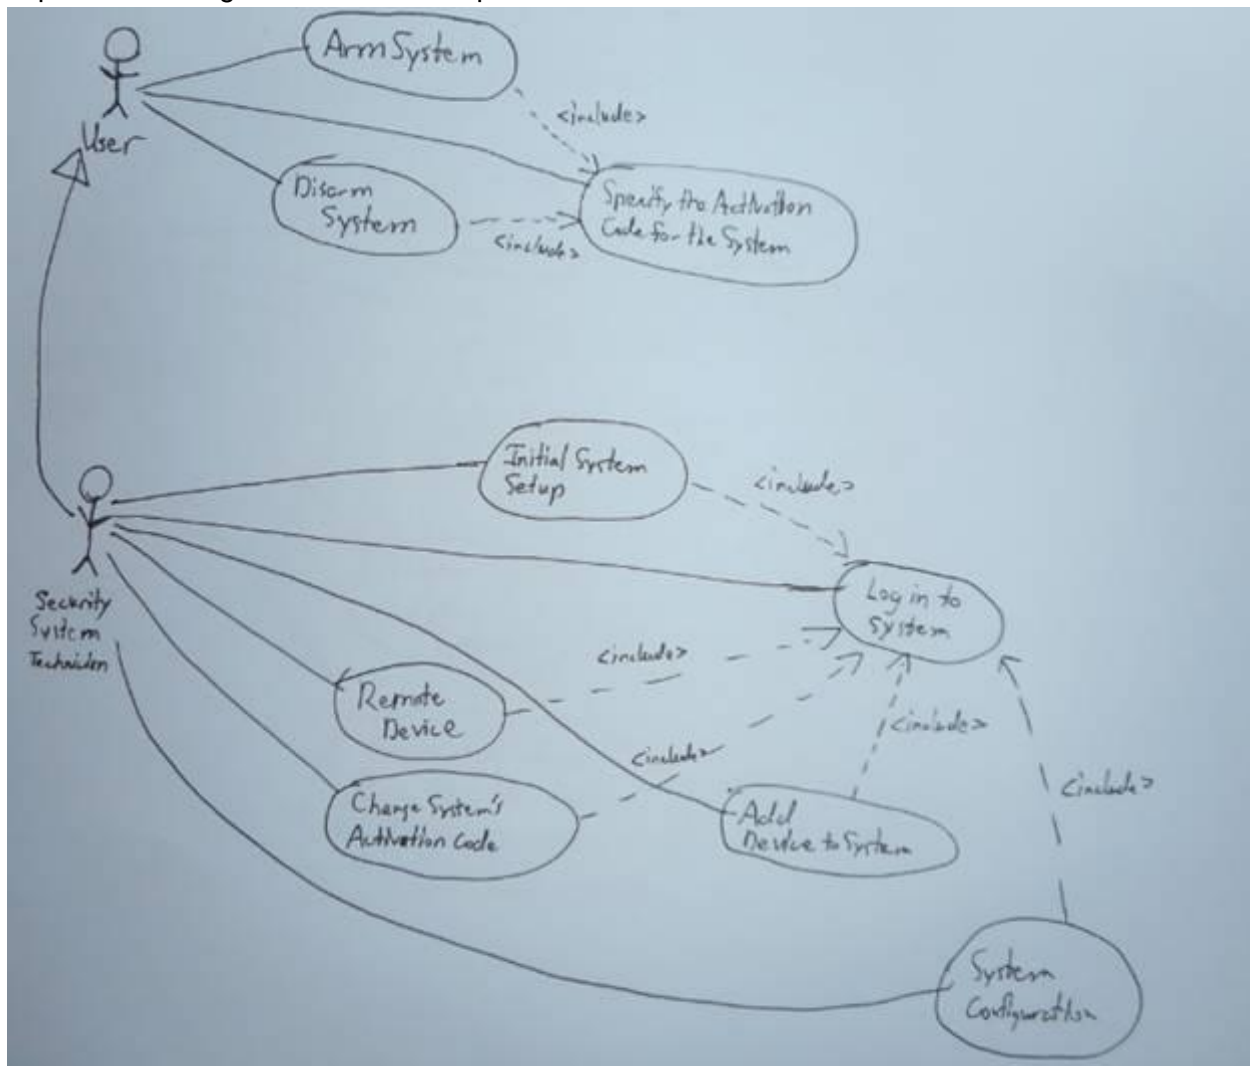 Arm System
<include>
User
Disarm
System
Specify the Activation
Code for the System
<include>
Initial System
Setup
<include>
Log in to
System
Security
System
Technician
<include>
Remote
Device
<include>
<include>
Change System's
Activation Code
Add
Device to System
<include>
System
Configuration